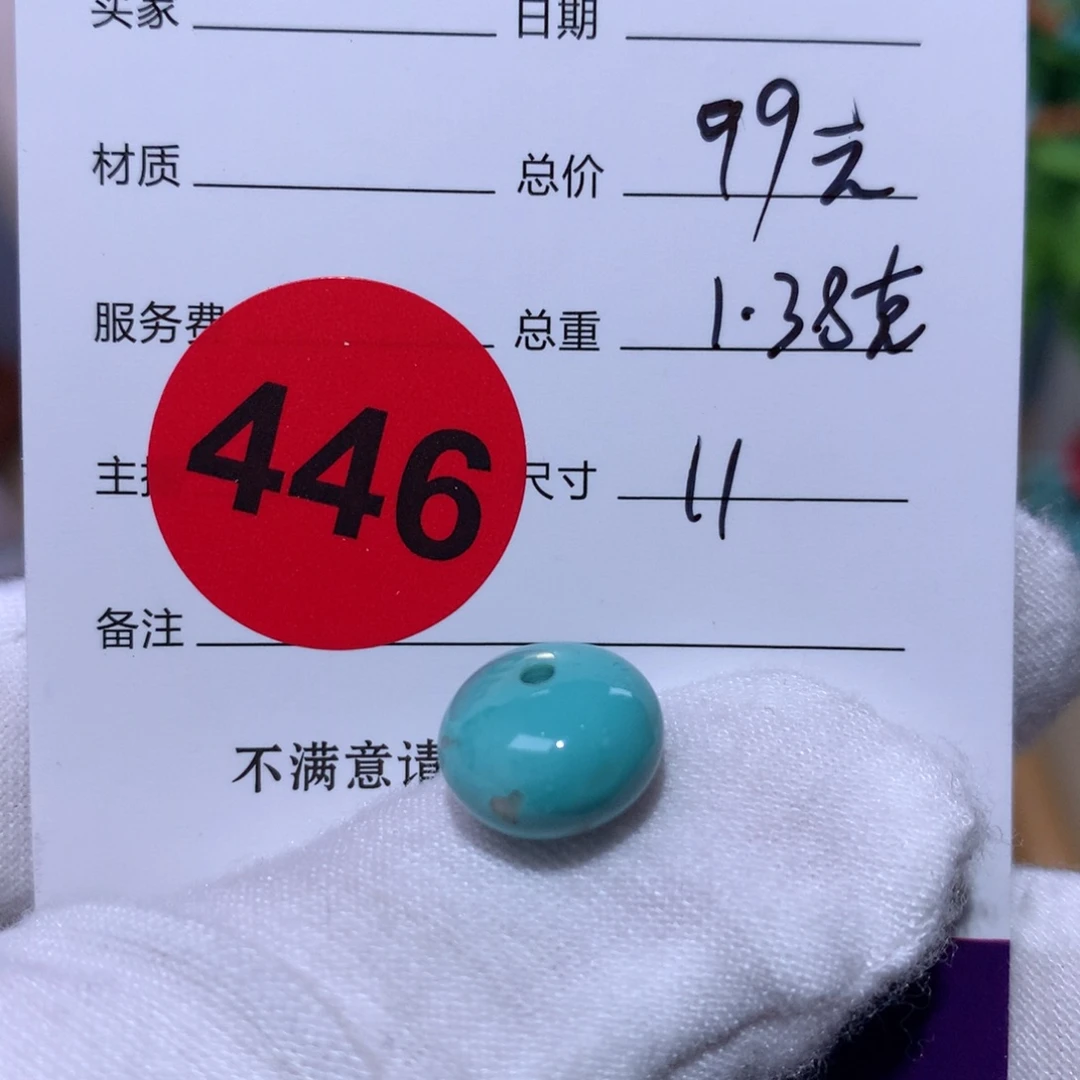 买家 日期
材质 总价 99元
服务费 总重 1.38克
446
主 尺寸 11
备注
不满意请